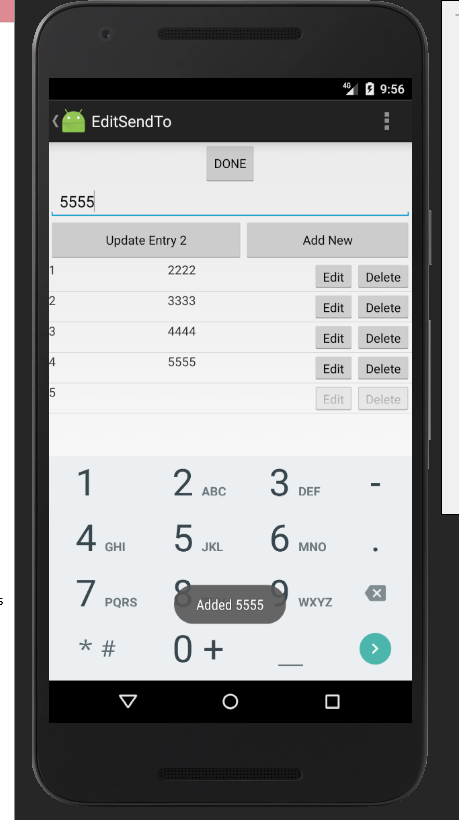 4G 9:56
EditSendTo
DONE
5555
Update Entry 2 Add New
1 2222 Edit Delete
2 3333 Edit Delete
3 4444 Edit Delete
4 5555 Edit Delete
5 Edit Delete
1 2 ABC 3 DEF -
4 GHI 5 JKL 6 MNO .
7 PQRS 8 9 WXYZ
Added 5555
* # 0 + _
s